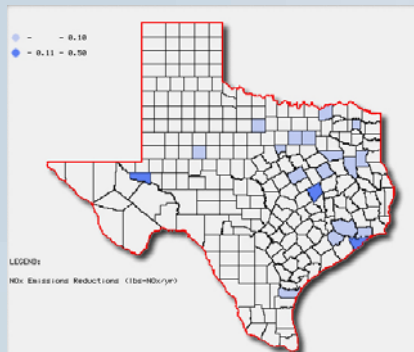 - - 0.10
- 0.11 - 0.50
LEGEND:
NOx Emissions Reductions (lbs-NOx/yr)